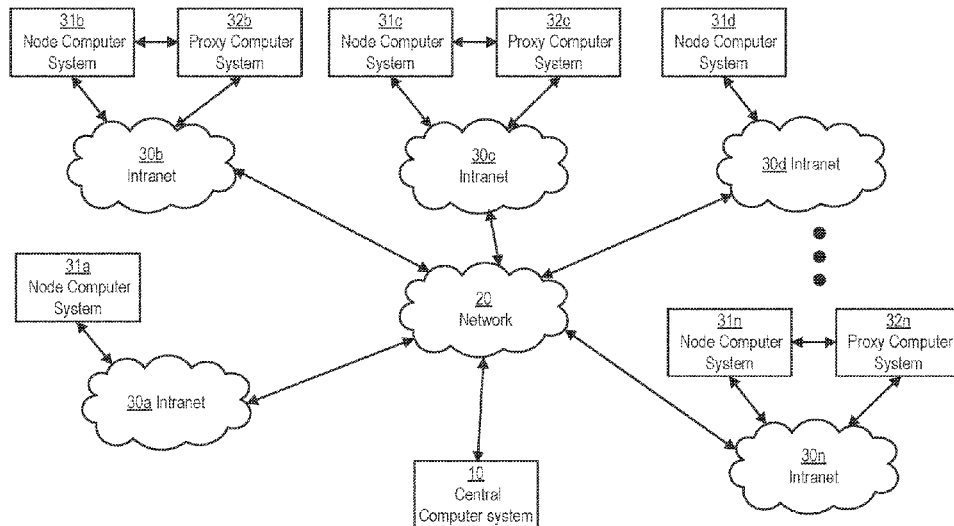 31b
Node Computer
System
32b
Proxy Computer
System
31c
Node Computer
System
32c
Proxy Computer
System
31d
Node Computer
System
30b
Intranet
30c
Intranet
30d Intranet
31a
Node Computer
System
20
Network
31n
Node Computer
System
32n
Proxy Computer
System
30a Intranet
30n
Intranet
10
Central
Computer system